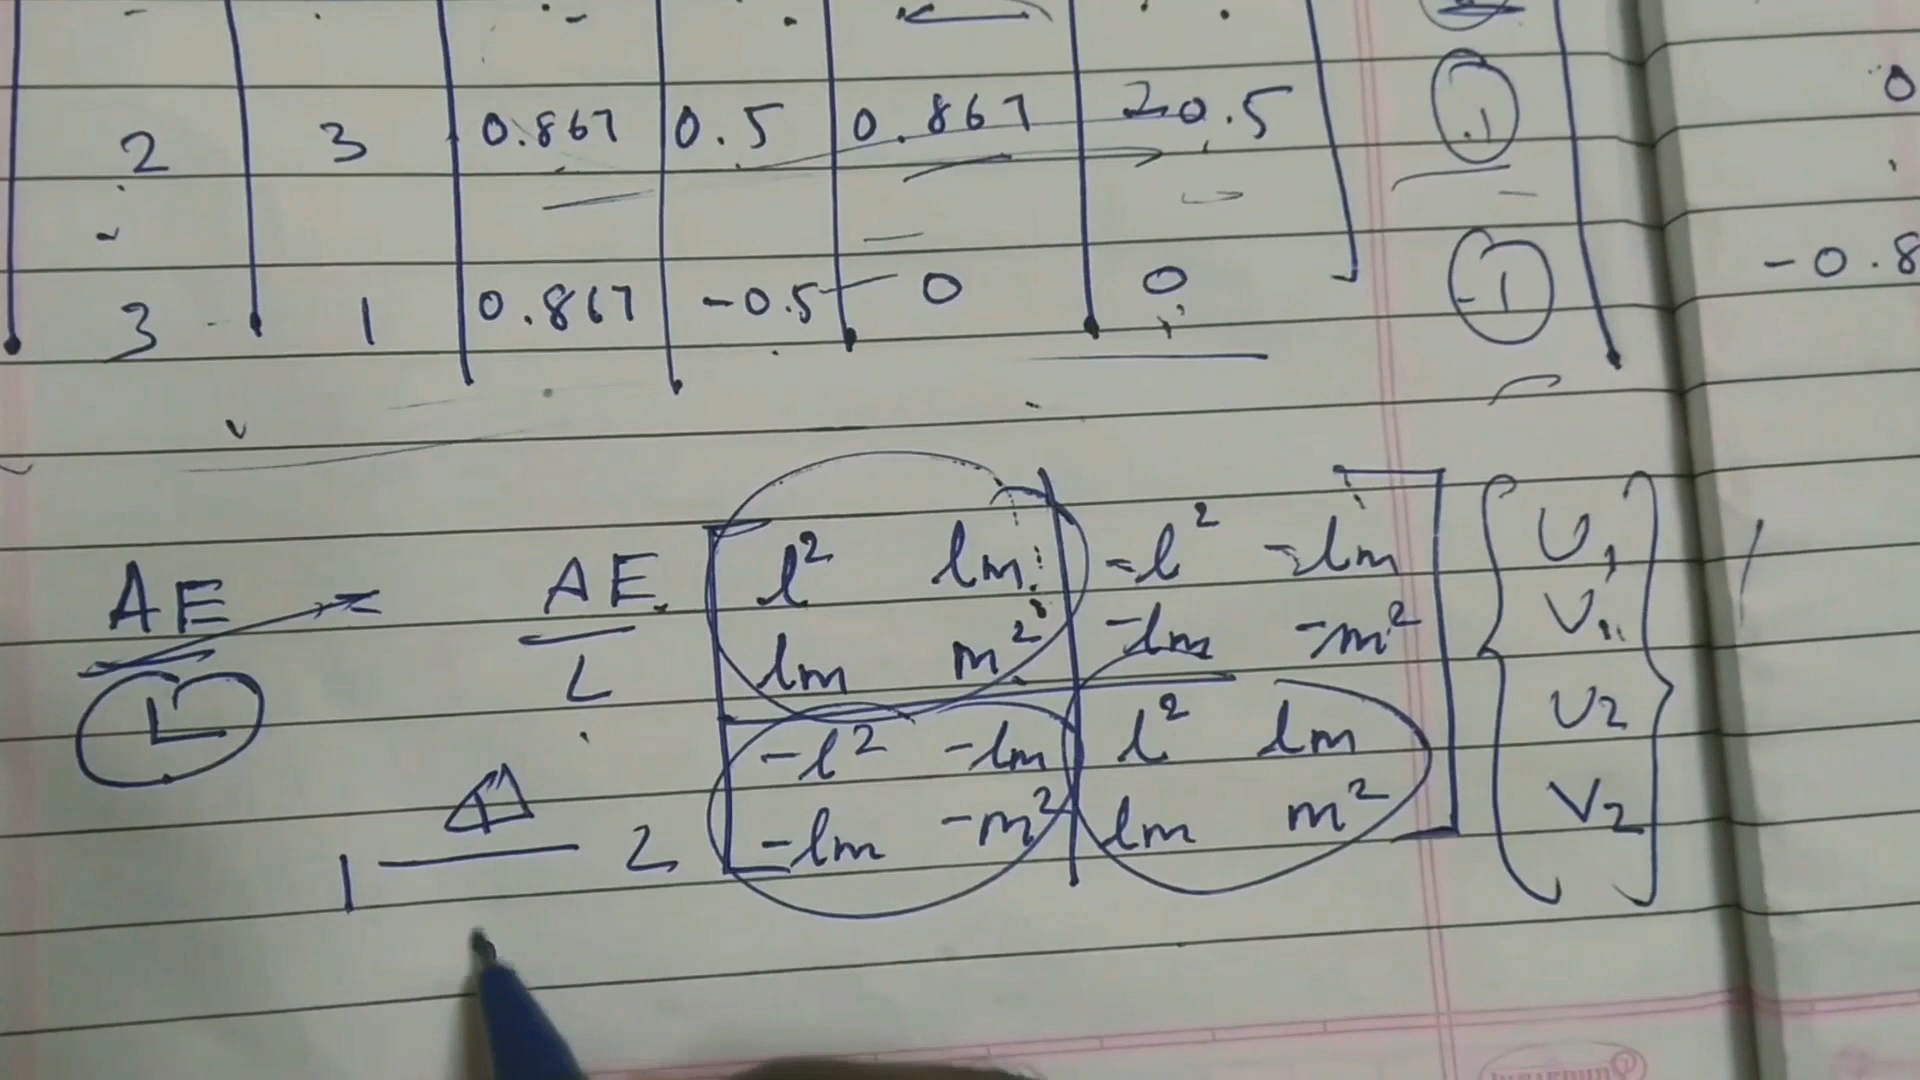 2 3 0.867 0.5 0.867 20.5 .1
0
3 1 0.867 -0.5 0 0 -1
-0.8
AE AE l² lm -l² -lm U1
L L lm m² -lm -m² V1
-l² -lm l² lm U2
1 2 -lm -m² lm m² V2